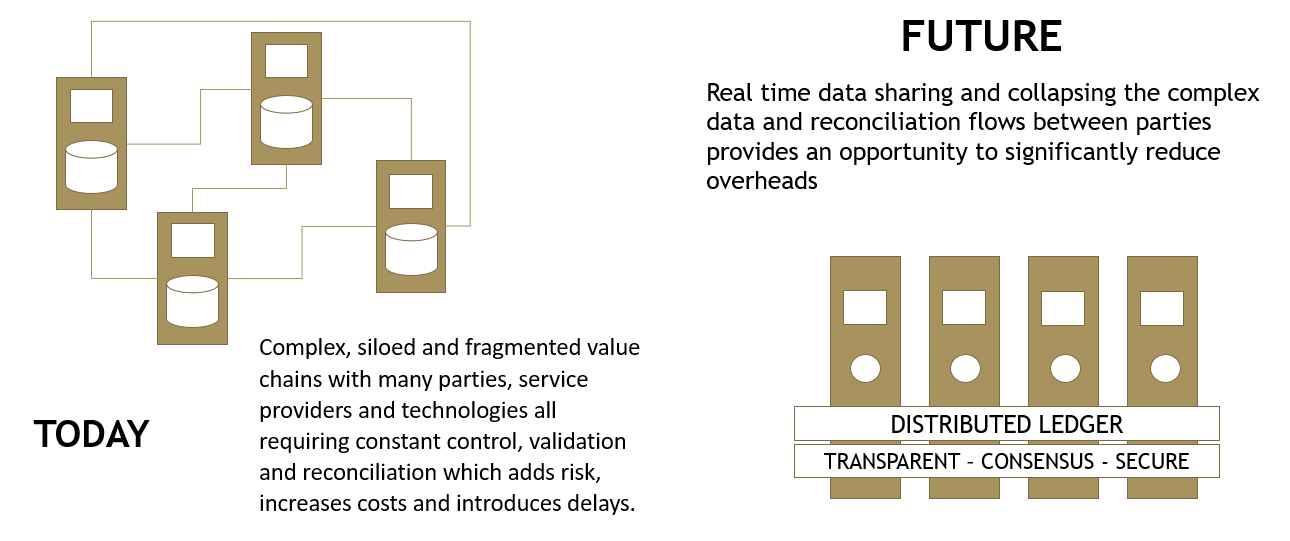 Complex, siloed and fragmented value
chains with many parties, service
providers and technologies all
requiring constant control, validation
and reconciliation which adds risk,
increases costs and introduces delays.
TODAY
FUTURE
Real time data sharing and collapsing the complex
data and reconciliation flows between parties
provides an opportunity to significantly reduce
overheads
DISTRIBUTED LEDGER
TRANSPARENT - CONSENSUS - SECURE